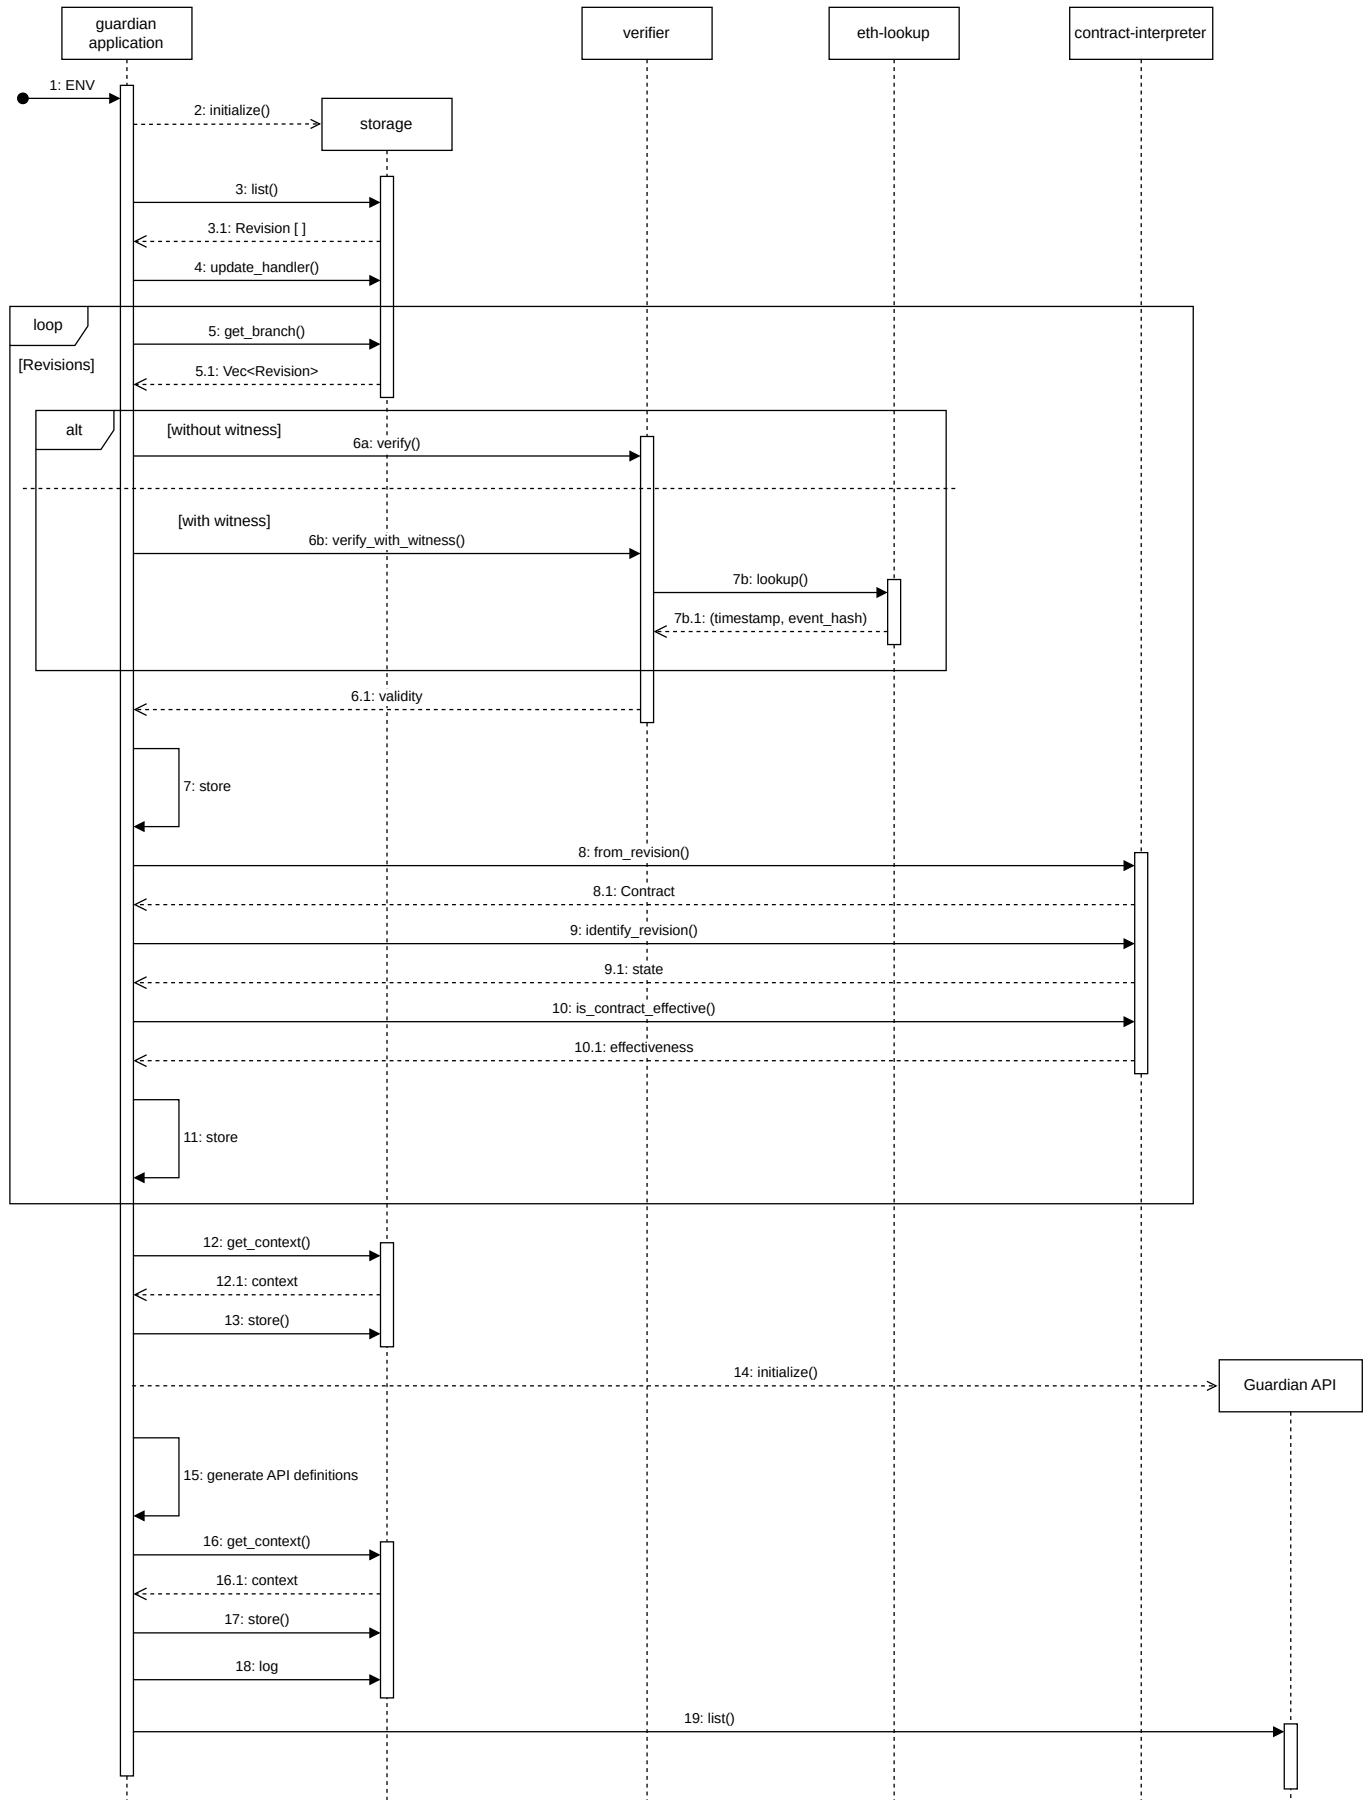 guardian
application
verifier
eth-lookup
contract-interpreter
1: ENV
2: initialize()
storage
3: list()
3.1: Revision [ ]
4: update_handler()
loop
5: get_branch()
[Revisions]
5.1: Vec<Revision>
alt
[without witness]
6a: verify()
[with witness]
6b: verify_with_witness()
7b: lookup()
7b.1: (timestamp, event_hash)
6.1: validity
7: store
8: from_revision()
8.1: Contract
9: identify_revision()
9.1: state
10: is_contract_effective()
10.1: effectiveness
11: store
12: get_context()
12.1: context
13: store()
14: initialize()
Guardian API
15: generate API definitions
16: get_context()
16.1: context
17: store()
18: log
19: list()